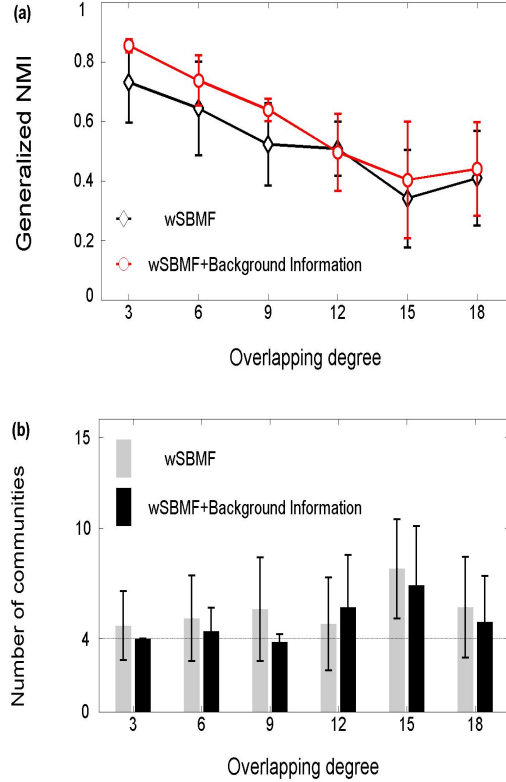 (a)
1
0.8
0.6
0.4
0.2
0
Generalized NMI
wSBMF
wSBMF+Background Information
3 6 9 12 15 18
Overlapping degree
(b)
15
10
4
0
Number of communities
wSBMF
wSBMF+Background Information
3 6 9 12 15 18
Overlapping degree